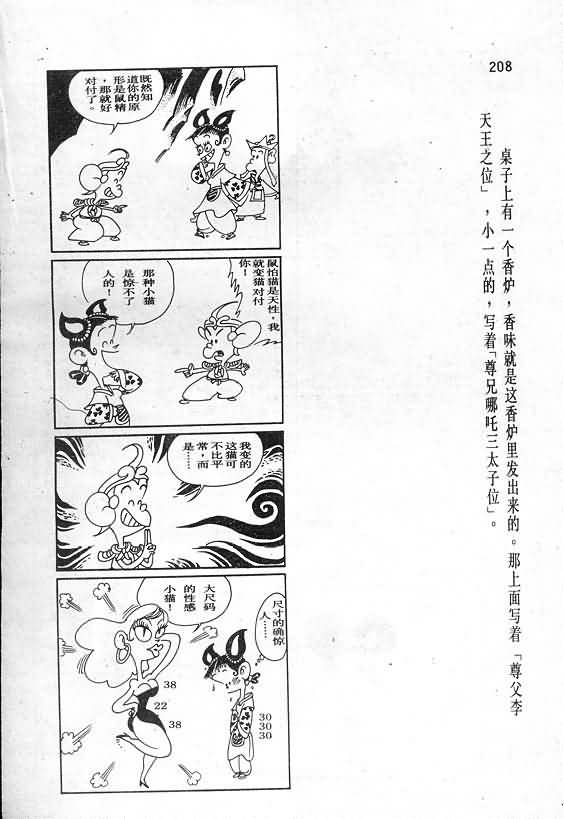 208
桌子上有一个香炉，香味就是这香炉里发出来的。那上面写着「尊父李
天王之位」，小一点的，写着「尊兄哪吒三太子位」。
既然知
道你的原
形是鼠精
，那就好
对付了。
鼠怕猫是天性，我
就变猫对付
你！
那种小猫
是惊不了
人的！
我变的
这猫可
不比平
常，而
是……
大尺码
的性感
小猫！
尺寸的确惊
人……
38
22
38
30
30
30